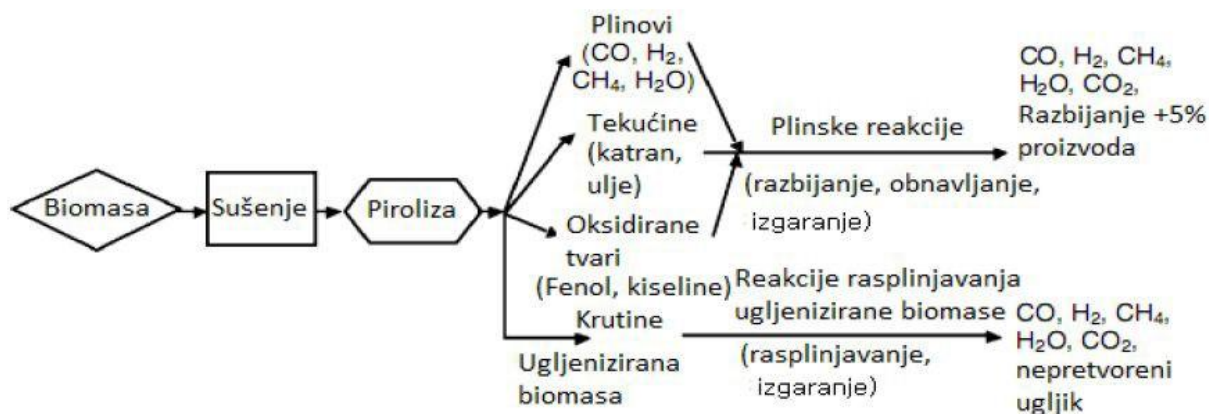 Biomasa
Sušenje
Piroliza
Plinovi
(CO, H₂,
CH₄, H₂O)
Tekućine
(katran,
ulje)
Oksidirane
tvari
(Fenol, kiseline)
Krutine
Ugljenizirana
biomasa
Plinske reakcije
(razbijanje, obnavljanje,
izgaranje)
Reakcije rasplinjavanja
ugljenizirane biomase
(rasplinjavanje,
izgaranje)
CO, H₂, CH₄,
H₂O, CO₂,
Razbijanje +5%
proizvoda
CO, H₂, CH₄,
H₂O, CO₂,
nepretvoreni
ugljik